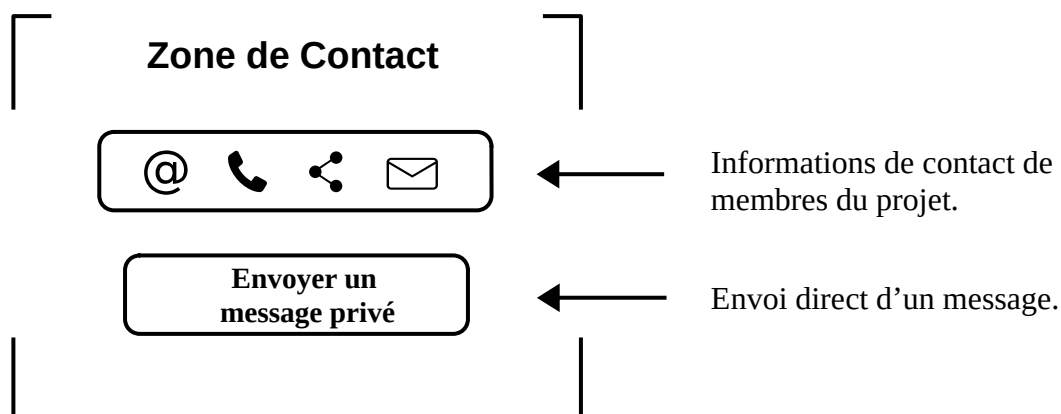 Zone de Contact
@
Informations de contact de
membres du projet.
Envoyer un
message privé
Envoi direct d’un message.